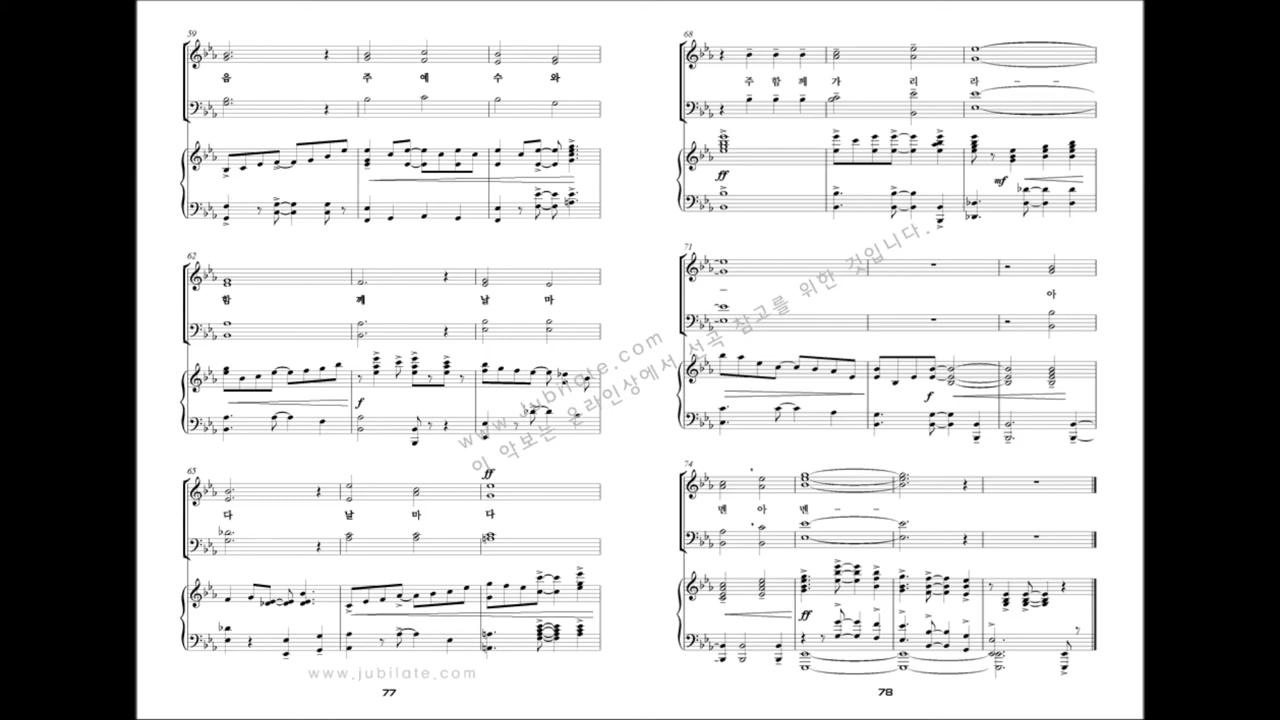 59
음 주 예 수 와
62
함 께 날 마
f
65
ff
다 날 마 다
www.jubilate.com
77
68
주 함 께 가 리 라 - -
ff
mf
71
-
아
f
74
멘 아 멘 - -
ff
78
www.jubilate.com
이 악보는 온라인상에서 선곡 참고를 위한 것입니다.